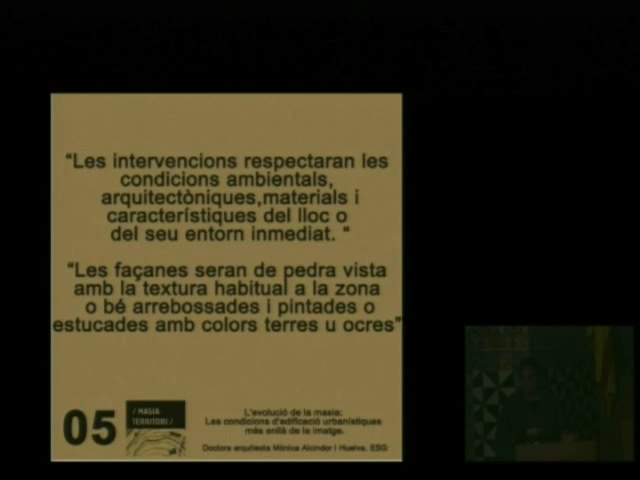 “Les intervencions respectaran les
condicions ambientals,
arquitectòniques,materials i
característiques del lloc o
del seu entorn inmediat. “
“Les façanes seran de pedra vista
amb la textura habitual a la zona
o bé arrebossades i pintades o
estucades amb colors terres u ocres”
05
/ MASIA
TERRITORI /
L'evolució de la masia:
Les condicions d'edificació urbanístiques
més enllà de la imatge.
Doctora arquitecta Mònica Alcindor i Huelva, ESG